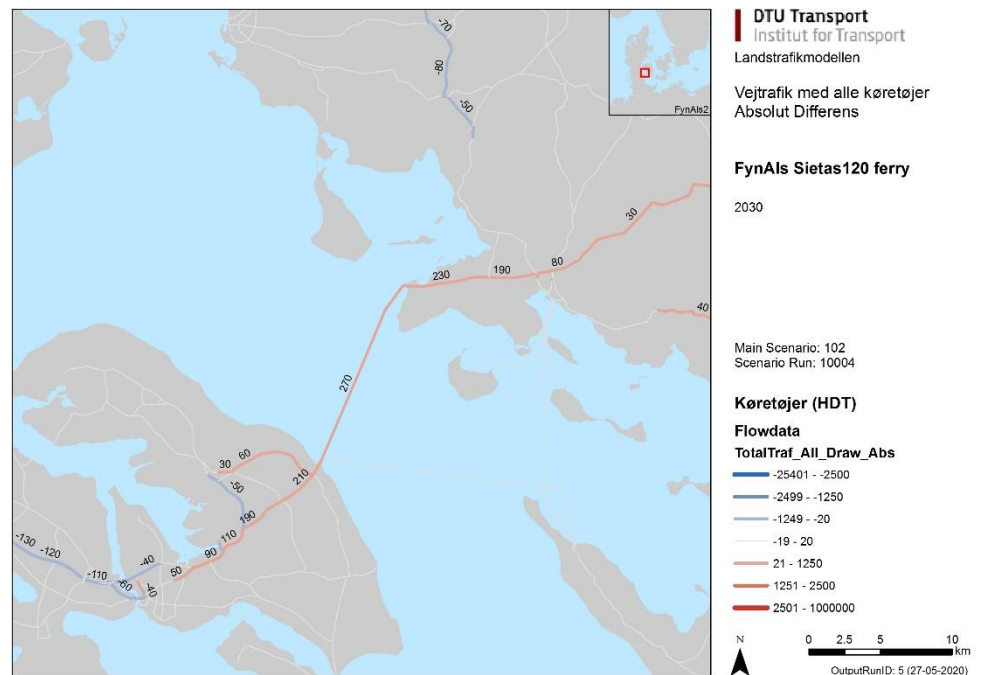 -70
-80
-50
FynAls2
30
230
190
80
40
270
30
60
-50
210
190
110
90
50
-130
-120
-110
-40
-60
-40
DTU Transport
Institut for Transport
Landstrafikmodellen
Vejtrafik med alle køretøjer
Absolut Differens
FynAls Sietas120 ferry
2030
Main Scenario: 102
Scenario Run: 10004
Køretøjer (HDT)
Flowdata
TotalTraf_All_Draw_Abs
-25401 - -2500
-2499 - -1250
-1249 - -20
-19 - 20
21 - 1250
1251 - 2500
2501 - 1000000
N
0 2.5 5 10
km
OutputRunID: 5 (27-05-2020)